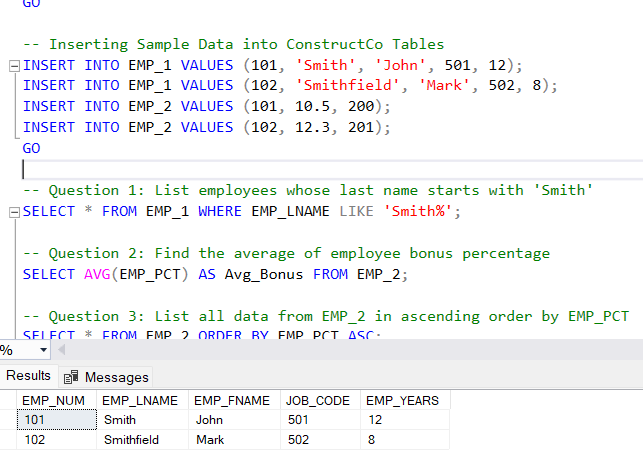 GO
-- Inserting Sample Data into ConstructCo Tables
INSERT INTO EMP_1 VALUES (101, 'Smith', 'John', 501, 12);
INSERT INTO EMP_1 VALUES (102, 'Smithfield', 'Mark', 502, 8);
INSERT INTO EMP_2 VALUES (101, 10.5, 200);
INSERT INTO EMP_2 VALUES (102, 12.3, 201);
GO
-- Question 1: List employees whose last name starts with 'Smith'
SELECT * FROM EMP_1 WHERE EMP_LNAME LIKE 'Smith%';
-- Question 2: Find the average of employee bonus percentage
SELECT AVG(EMP_PCT) AS Avg_Bonus FROM EMP_2;
-- Question 3: List all data from EMP_2 in ascending order by EMP_PCT
SELECT * FROM EMP_2 ORDER BY EMP_PCT ASC;
%
Results Messages
EMP_NUM EMP_LNAME EMP_FNAME JOB_CODE EMP_YEARS
101 Smith John 501 12
102 Smithfield Mark 502 8